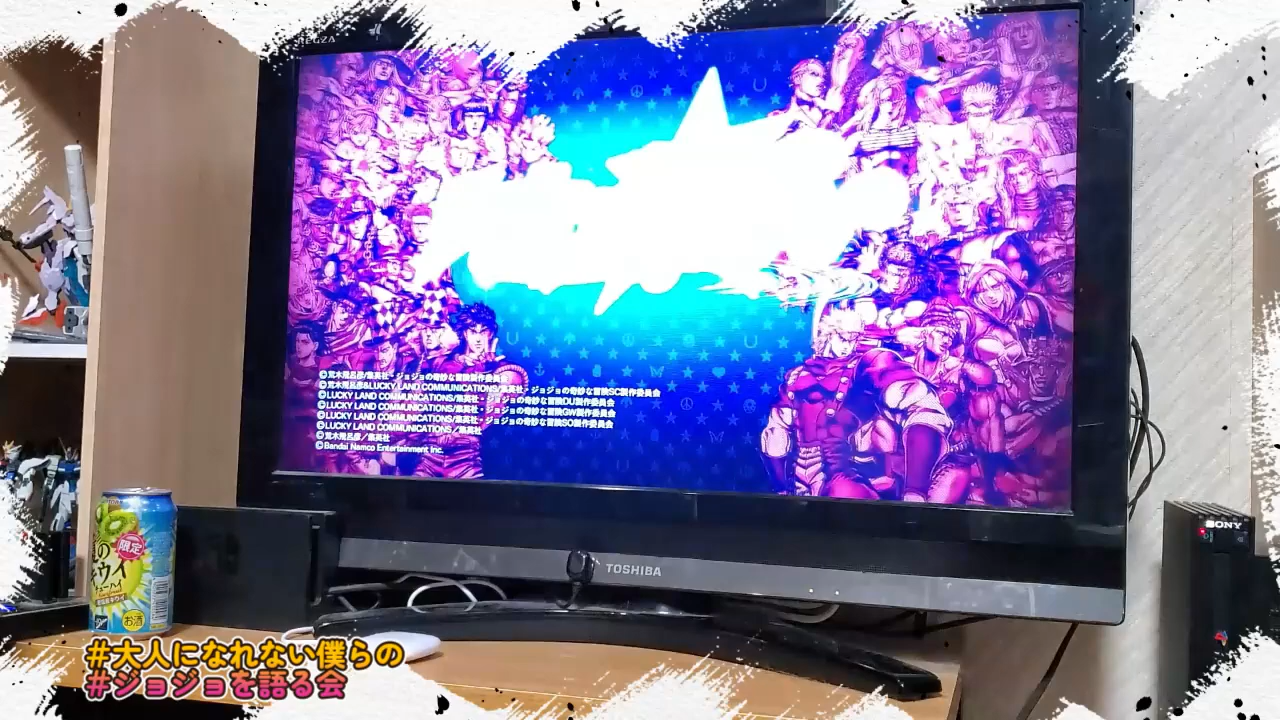 ©荒木飛呂彦/集英社・ジョジョの奇妙な冒険製作委員会
©荒木飛呂彦&LUCKY LAND COMMUNICATIONS/集英社・ジョジョの奇妙な冒険SC製作委員会
©LUCKY LAND COMMUNICATIONS/集英社・ジョジョの奇妙な冒険DU製作委員会
©LUCKY LAND COMMUNICATIONS/集英社・ジョジョの奇妙な冒険GW製作委員会
©LUCKY LAND COMMUNICATIONS/集英社・ジョジョの奇妙な冒険SO製作委員会
©LUCKY LAND COMMUNICATIONS/集英社
©荒木飛呂彦/集英社
©Bandai Namco Entertainment Inc.
限定
お酒
TOSHIBA
SONY
#大人になれない僕らの
#ジョジョを語る会